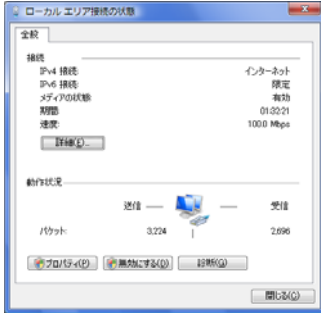 ローカル エリア接続の状態
全般
接続
IPv4 接続: インターネット
IPv6 接続: 限定
メディアの状態: 有効
期間: 01:32:21
速度: 100.0 Mbps
詳細(E)...
動作状況
送信 — — 受信
パケット: 3,224 | 2,696
プロパティ(P) 無効にする(D) 診断(G)
閉じる(C)